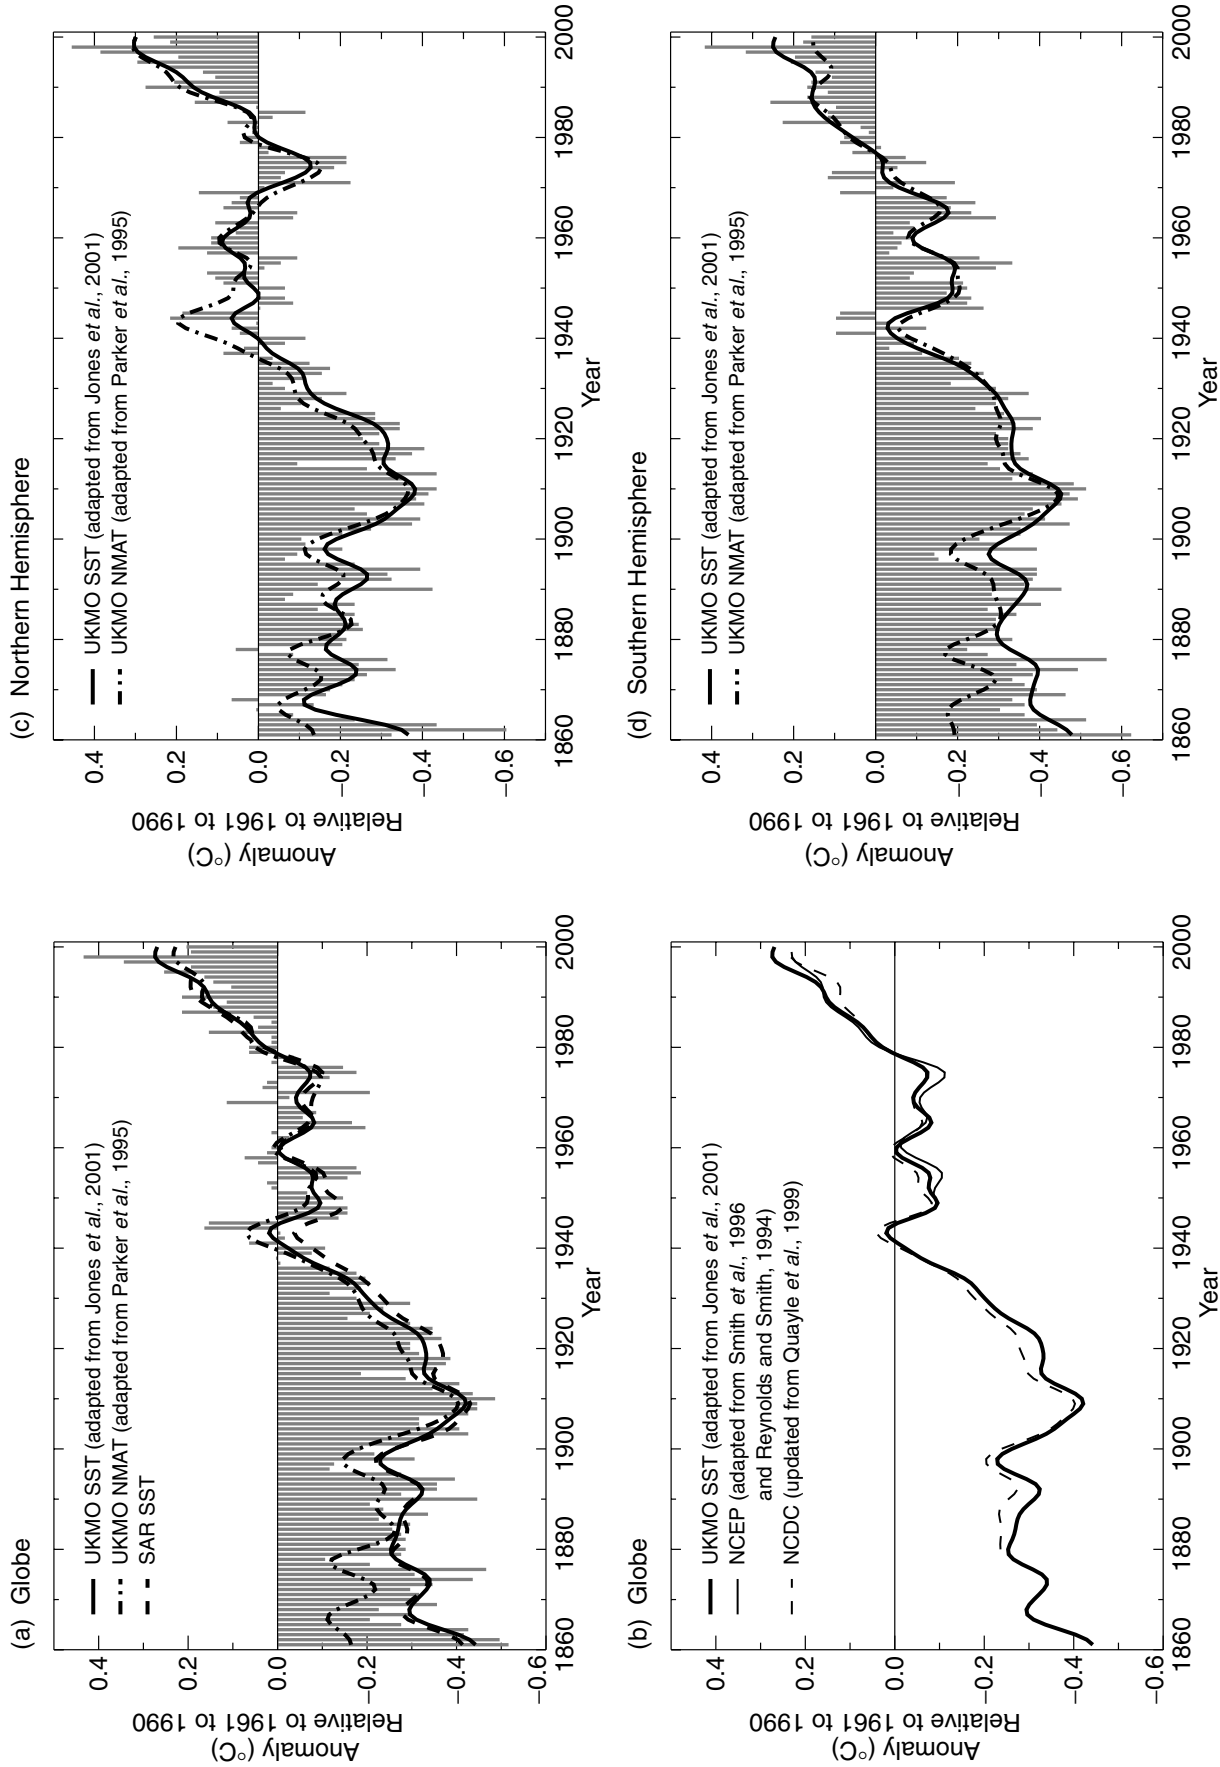 (a) Globe
UKMO SST (adapted from Jones et al., 2001)
UKMO NMAT (adapted from Parker et al., 1995)
SAR SST
0.4
0.2
0.0
−0.2
−0.4
−0.6
Anomaly (°C)
Relative to 1961 to 1990
1860 1880 1900 1920 1940 1960 1980 2000
Year
(b) Globe
UKMO SST (adapted from Jones et al., 2001)
NCEP (adapted from Smith et al., 1996
and Reynolds and Smith, 1994)
NCDC (updated from Quayle et al., 1999)
0.4
0.2
0.0
−0.2
−0.4
−0.6
Anomaly (°C)
Relative to 1961 to 1990
1860 1880 1900 1920 1940 1960 1980 2000
Year
(c) Northern Hemisphere
UKMO SST (adapted from Jones et al., 2001)
UKMO NMAT (adapted from Parker et al., 1995)
0.4
0.2
0.0
−0.2
−0.4
−0.6
Anomaly (°C)
Relative to 1961 to 1990
1860 1880 1900 1920 1940 1960 1980 2000
Year
(d) Southern Hemisphere
UKMO SST (adapted from Jones et al., 2001)
UKMO NMAT (adapted from Parker et al., 1995)
0.4
0.2
0.0
−0.2
−0.4
−0.6
Anomaly (°C)
Relative to 1961 to 1990
1860 1880 1900 1920 1940 1960 1980 2000
Year